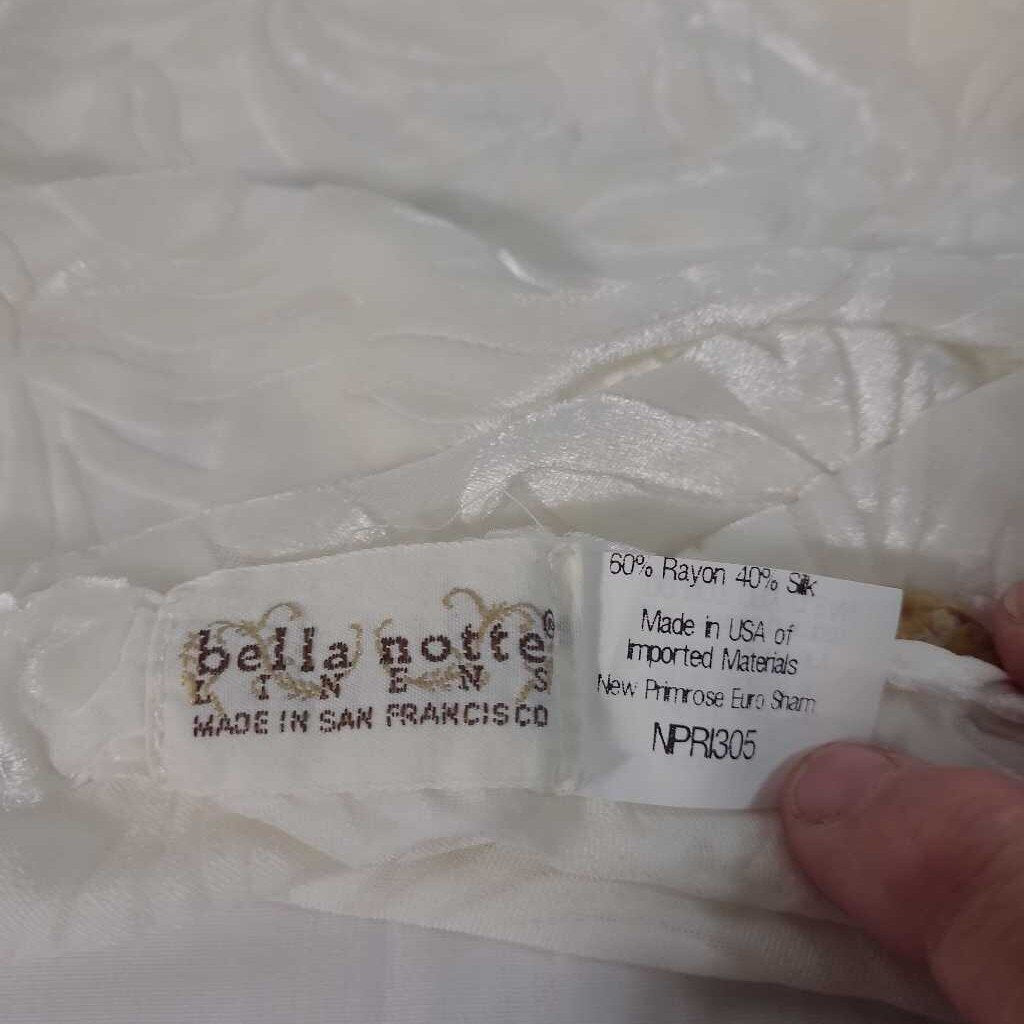 bella notte®
LINENS
MADE IN SAN FRANCISCO
60% Rayon 40% Silk
Made in USA of
Imported Materials
New Primrose Euro Sham
NPRI305